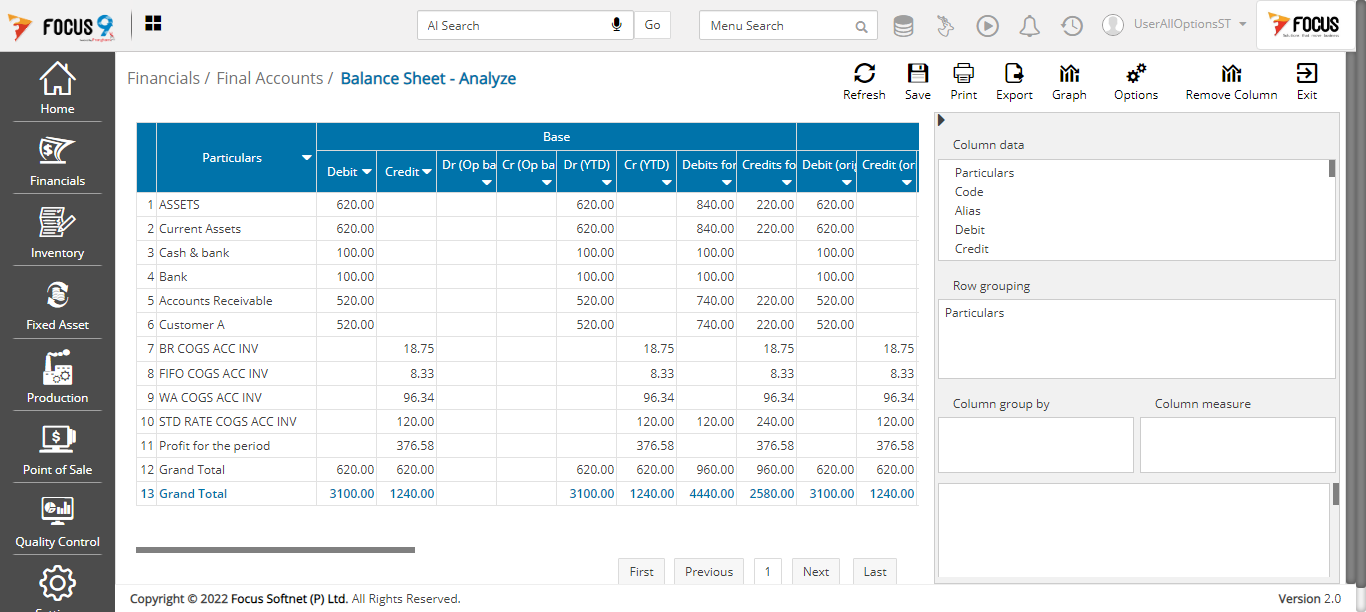 FOCUS 9
AI Search
Go
Menu Search
UserAllOptionsST
FOCUS
Home
Financials
Inventory
Fixed Asset
Production
Point of Sale
Quality Control
Financials / Final Accounts / Balance Sheet - Analyze
Refresh Save Print Export Graph Options Remove Column Exit
Base
Particulars Debit Credit Dr (Op ba Cr (Op ba Dr (YTD) Cr (YTD) Debits for Credits fo Debit (ori Credit (ori
1 ASSETS 620.00 620.00 840.00 220.00 620.00
2 Current Assets 620.00 620.00 840.00 220.00 620.00
3 Cash & bank 100.00 100.00 100.00 100.00
4 Bank 100.00 100.00 100.00 100.00
5 Accounts Receivable 520.00 520.00 740.00 220.00 520.00
6 Customer A 520.00 520.00 740.00 220.00 520.00
7 BR COGS ACC INV 18.75 18.75 18.75 18.75
8 FIFO COGS ACC INV 8.33 8.33 8.33 8.33
9 WA COGS ACC INV 96.34 96.34 96.34 96.34
10 STD RATE COGS ACC INV 120.00 120.00 120.00 240.00 120.00
11 Profit for the period 376.58 376.58 376.58 376.58
12 Grand Total 620.00 620.00 620.00 620.00 960.00 960.00 620.00 620.00
13 Grand Total 3100.00 1240.00 3100.00 1240.00 4440.00 2580.00 3100.00 1240.00
First Previous 1 Next Last
Column data
Particulars
Code
Alias
Debit
Credit
Row grouping
Particulars
Column group by
Column measure
Copyright © 2022 Focus Softnet (P) Ltd. All Rights Reserved.
Version 2.0